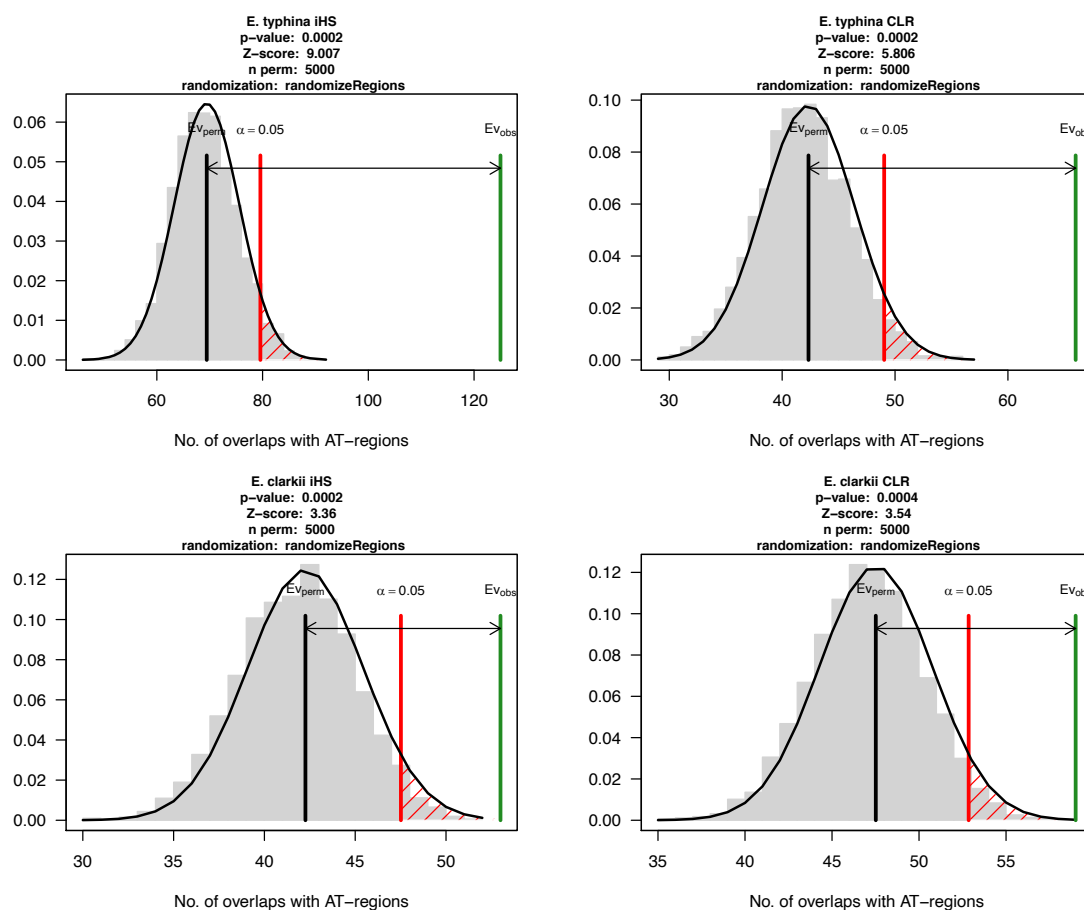 E. typhina iHS
p-value: 0.0002
Z-score: 9.007
n perm: 5000
randomization: randomizeRegions
Evperm
α = 0.05
Evobs
0.06
0.05
0.04
0.03
0.02
0.01
0.00
60 80 100 120
No. of overlaps with AT−regions
E. typhina CLR
p-value: 0.0002
Z-score: 5.806
n perm: 5000
randomization: randomizeRegions
Evperm
α = 0.05
Evobs
0.10
0.08
0.06
0.04
0.02
0.00
30 40 50 60
No. of overlaps with AT−regions
E. clarkii iHS
p-value: 0.0002
Z-score: 3.36
n perm: 5000
randomization: randomizeRegions
Evperm
α = 0.05
Evobs
0.12
0.10
0.08
0.06
0.04
0.02
0.00
30 35 40 45 50
No. of overlaps with AT−regions
E. clarkii CLR
p-value: 0.0004
Z-score: 3.54
n perm: 5000
randomization: randomizeRegions
Evperm
α = 0.05
Evob
0.12
0.10
0.08
0.06
0.04
0.02
0.00
35 40 45 50 55
No. of overlaps with AT−regions